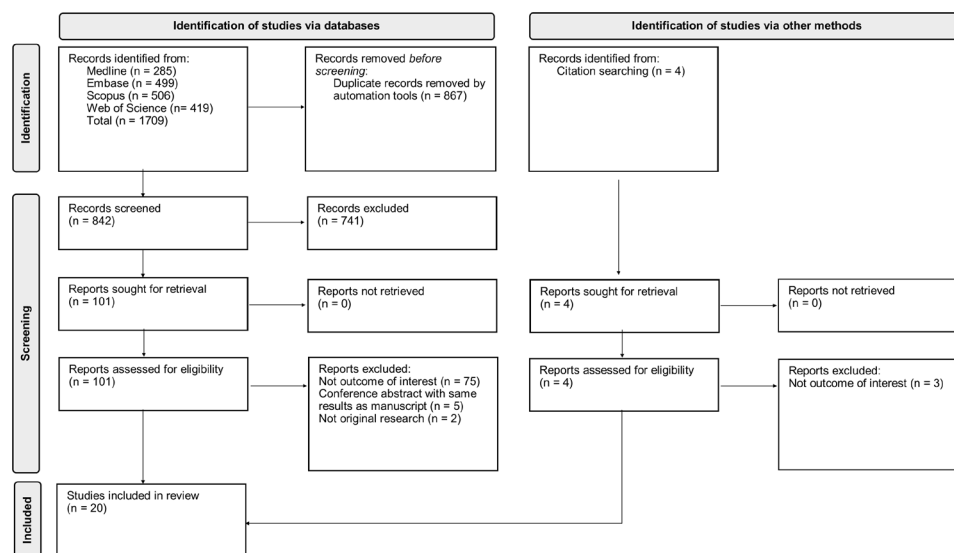 Identification of studies via databases
Identification of studies via other methods
Identification
Records identified from:
Medline (n = 285)
Embase (n = 499)
Scopus (n = 506)
Web of Science (n= 419)
Total (n = 1709)
Records removed before
screening:
Duplicate records removed by
automation tools (n = 867)
Records identified from:
Citation searching (n = 4)
Screening
Records screened
(n = 842)
Records excluded
(n = 741)
Reports sought for retrieval
(n = 101)
Reports not retrieved
(n = 0)
Reports sought for retrieval
(n = 4)
Reports not retrieved
(n = 0)
Reports assessed for eligibility
(n = 101)
Reports excluded:
Not outcome of interest (n = 75)
Conference abstract with same
results as manuscript (n = 5)
Not original research (n = 2)
Reports assessed for eligibility
(n = 4)
Reports excluded:
Not outcome of interest (n = 3)
Included
Studies included in review
(n = 20)